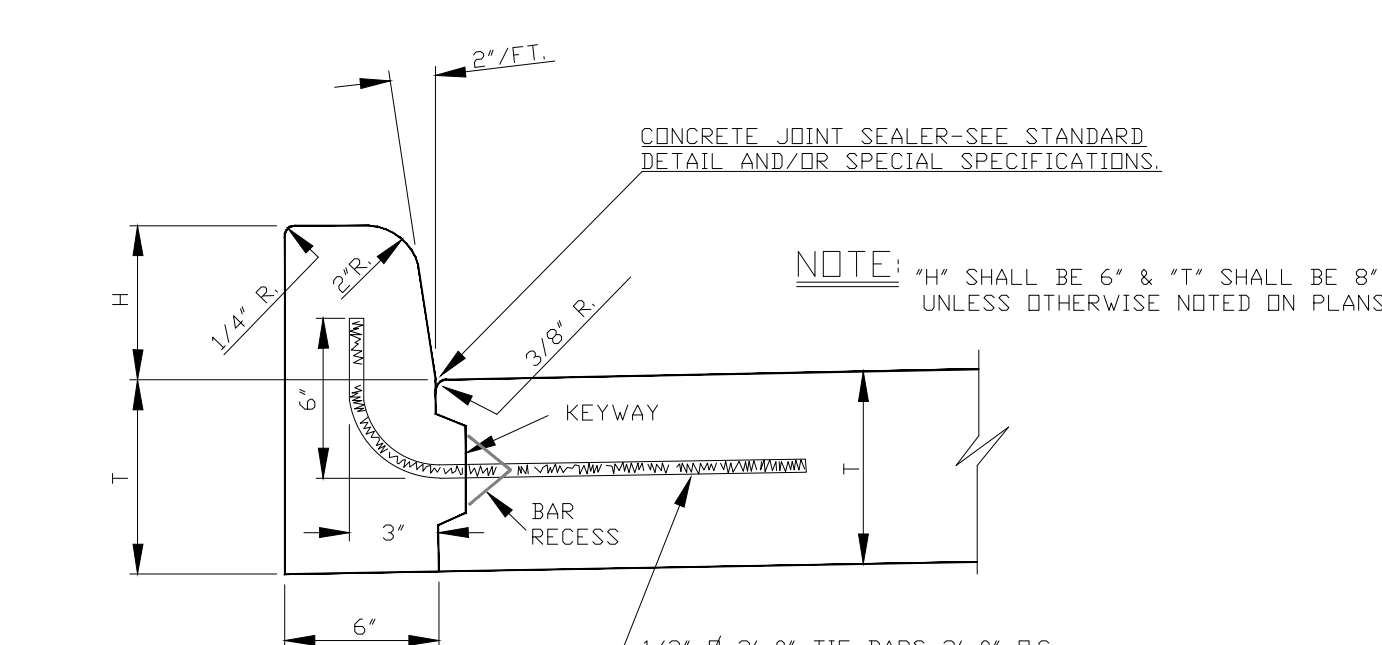 2"/FT.
CONCRETE JOINT SEALER-SEE STANDARD
DETAIL AND/OR SPECIAL SPECIFICATIONS.
NOTE: "H" SHALL BE 6" & "T" SHALL BE 8"
UNLESS OTHERWISE NOTED ON PLANS
H
1/4" R.
2"R.
3/8" R.
6"
KEYWAY
T
T
BAR
RECESS
3"
6"